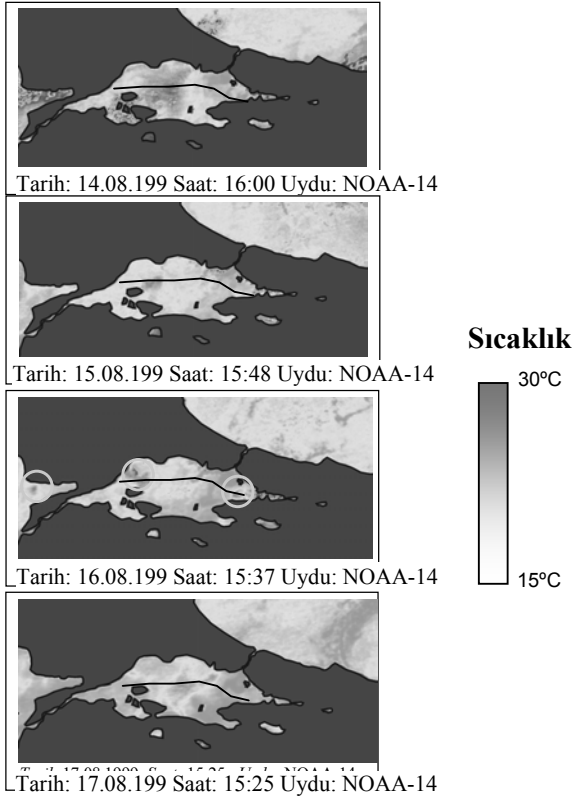 Tarih: 14.08.199 Saat: 16:00 Uydu: NOAA-14
Tarih: 15.08.199 Saat: 15:48 Uydu: NOAA-14
Sıcaklık
30ºC
Tarih: 16.08.199 Saat: 15:37 Uydu: NOAA-14
15ºC
Tarih: 17.08.199 Saat: 15:25 Uydu: NOAA-14